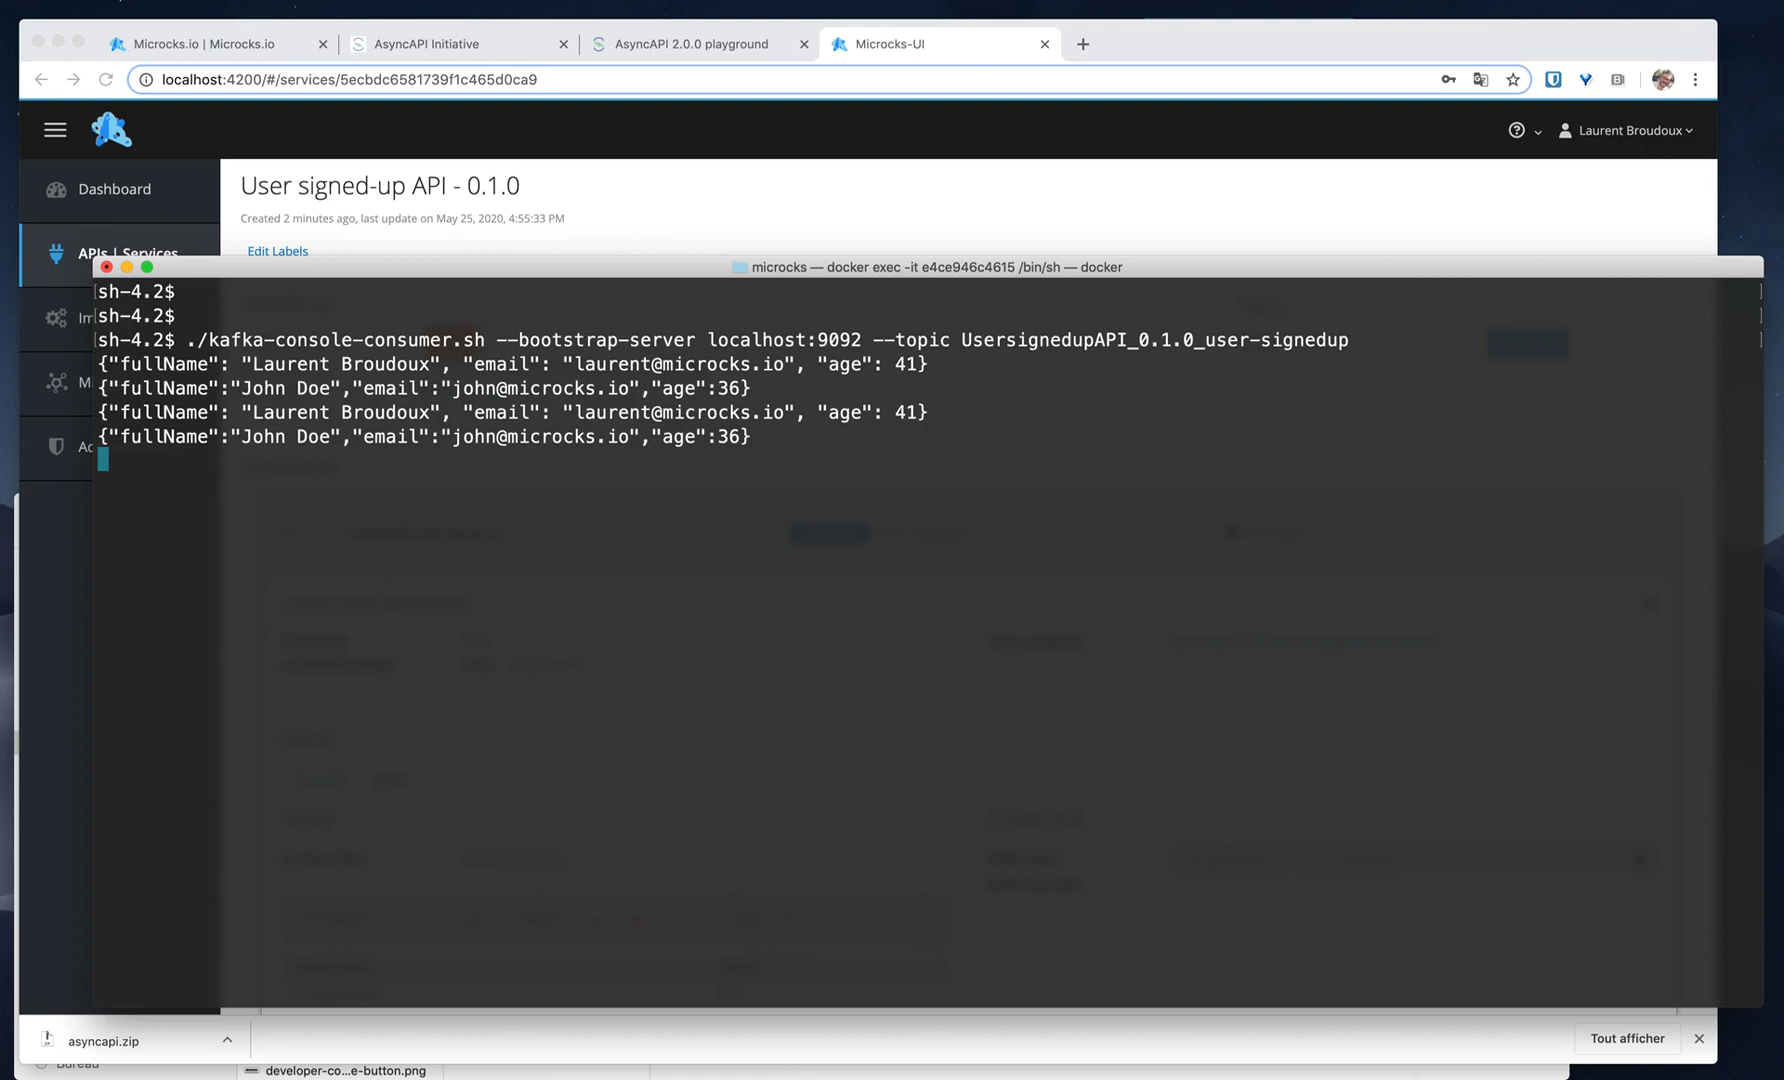 Microcks.io | Microcks.io
AsyncAPI Initiative
AsyncAPI 2.0.0 playground
Microcks-UI
localhost:4200/#/services/5ecbdc6581739f1c465d0ca9
Laurent Broudoux
Dashboard
User signed-up API - 0.1.0
Created 2 minutes ago, last update on May 25, 2020, 4:55:33 PM
APIs | Services
Edit Labels
microcks — docker exec -it e4ce946c4615 /bin/sh — docker
sh-4.2$
sh-4.2$
sh-4.2$ ./kafka-console-consumer.sh --bootstrap-server localhost:9092 --topic UsersignedupAPI_0.1.0_user-signedup
{"fullName": "Laurent Broudoux", "email": "laurent@microcks.io", "age": 41}
{"fullName":"John Doe","email":"john@microcks.io","age":36}
{"fullName": "Laurent Broudoux", "email": "laurent@microcks.io", "age": 41}
{"fullName":"John Doe","email":"john@microcks.io","age":36}
asyncapi.zip
Tout afficher
Bureau
developer-co...e-button.png